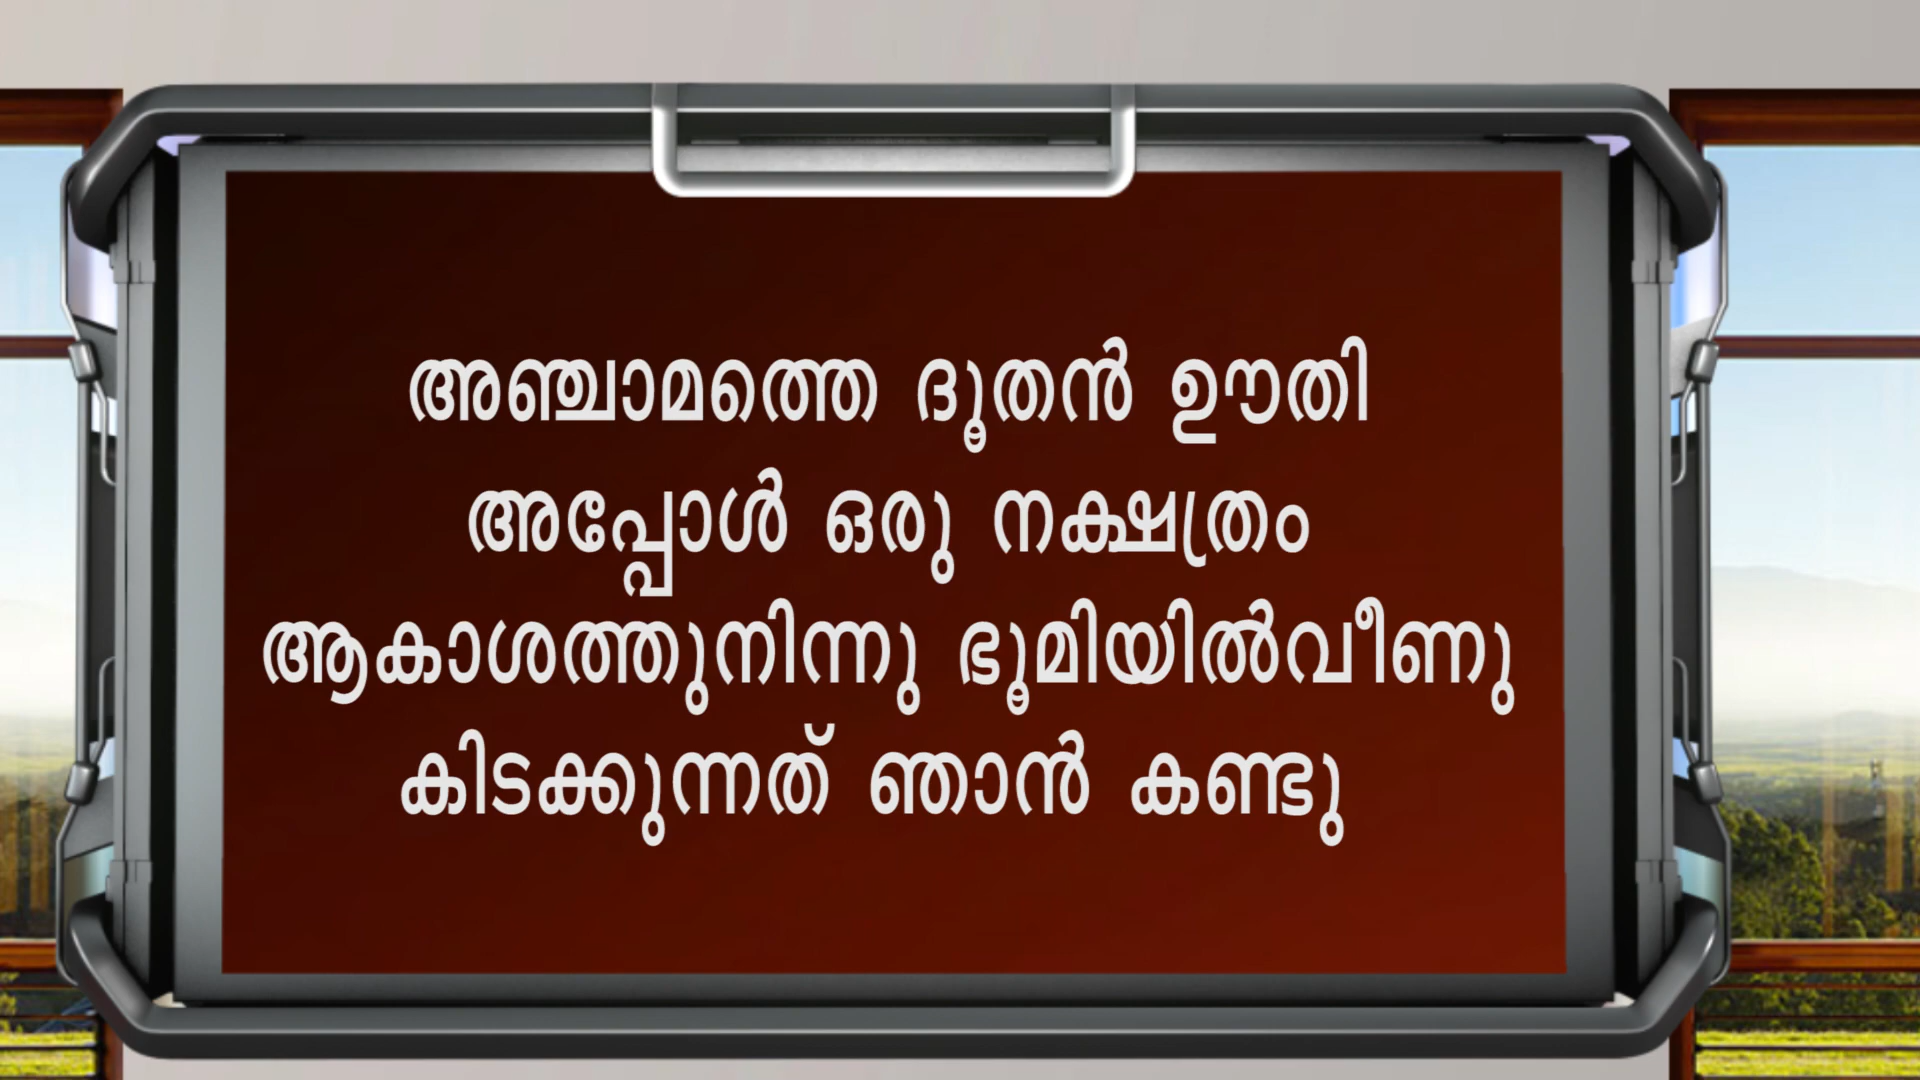 അഞ്ചാമത്തെ ദൂതൻ ഊതി
അപ്പോൾ ഒരു നക്ഷത്രം
ആകാശത്തുനിന്നു ഭൂമിയിൽവീണു
കിടക്കുന്നത് ഞാൻ കണ്ടു